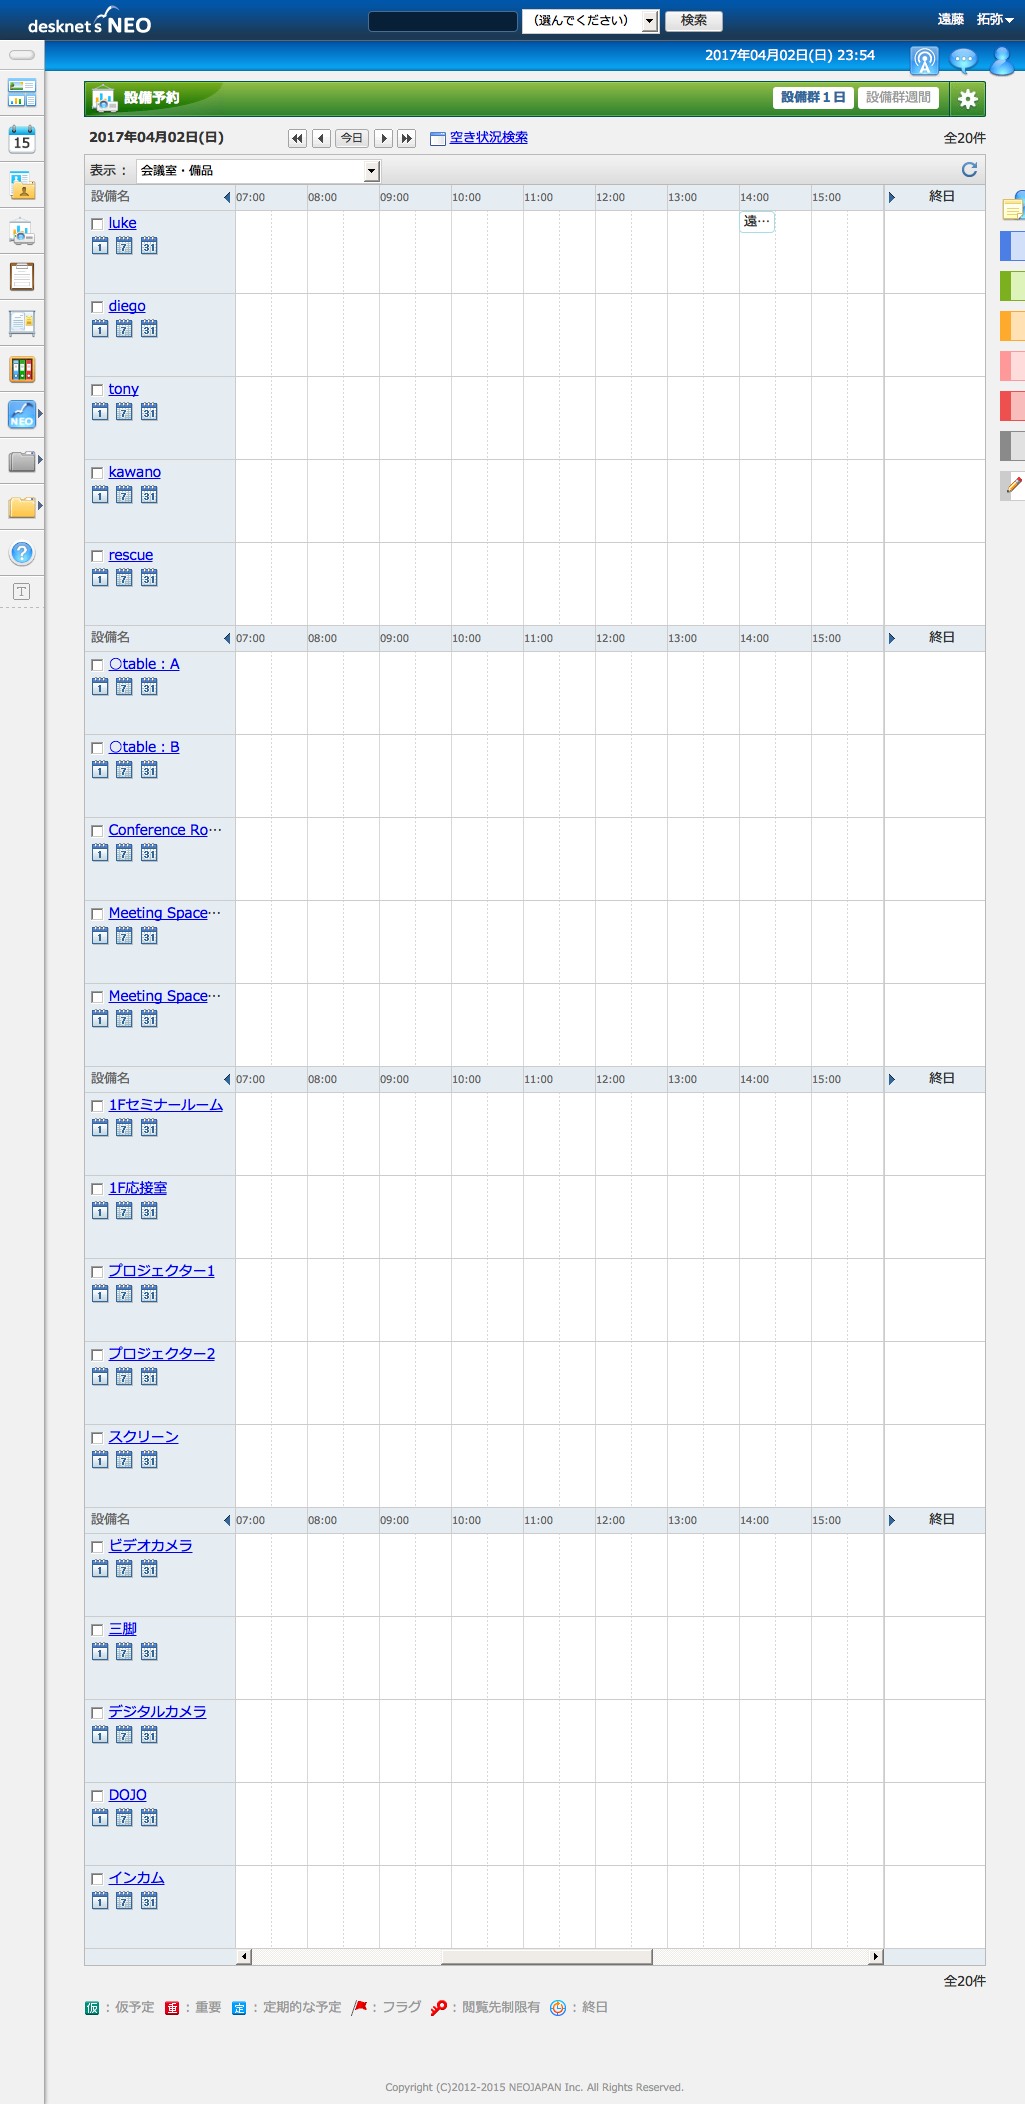 desknet's NEO
（選んでください）
検索
遠藤 拓弥
2017年04月02日(日) 23:54
設備予約
設備群１日
設備群週間
2017年04月02日(日)
今日
空き状況検索
全20件
表示：
会議室・備品
設備名 07:00 08:00 09:00 10:00 11:00 12:00 13:00 14:00 15:00 終日
luke
遠…
1 7 31
diego
1 7 31
tony
1 7 31
kawano
1 7 31
rescue
1 7 31
設備名 07:00 08:00 09:00 10:00 11:00 12:00 13:00 14:00 15:00 終日
○table : A
1 7 31
○table : B
1 7 31
Conference Ro…
1 7 31
Meeting Space…
1 7 31
Meeting Space…
1 7 31
設備名 07:00 08:00 09:00 10:00 11:00 12:00 13:00 14:00 15:00 終日
1Fセミナールーム
1 7 31
1F応接室
1 7 31
プロジェクター1
1 7 31
プロジェクター2
1 7 31
スクリーン
1 7 31
設備名 07:00 08:00 09:00 10:00 11:00 12:00 13:00 14:00 15:00 終日
ビデオカメラ
1 7 31
三脚
1 7 31
デジタルカメラ
1 7 31
DOJO
1 7 31
インカム
1 7 31
全20件
仮：仮予定 重：重要 定：定期的な予定 ：フラグ ：閲覧先制限有 ：終日
Copyright (C)2012-2015 NEOJAPAN Inc. All Rights Reserved.
15
NEO
?
T